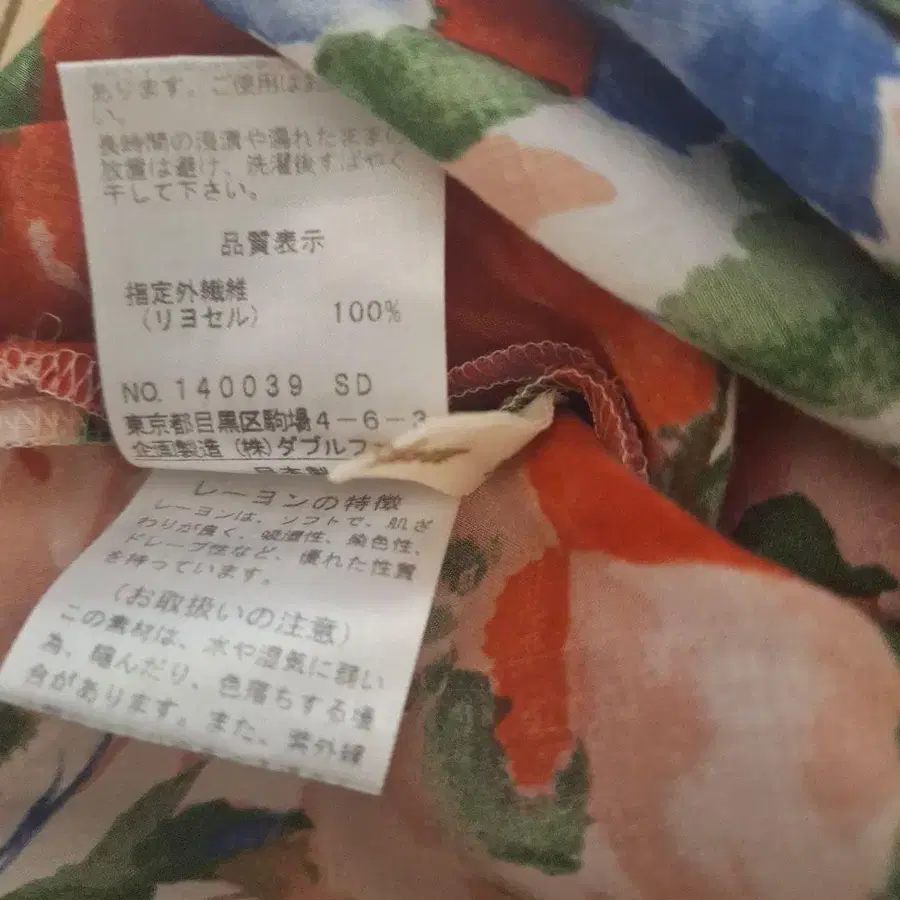 あります。ご使用は
い。
長時間の浸漬や濡れたまま
放置は避け、洗濯後すばやく
干して下さい。
品質表示
指定外繊維
(リヨセル) 100%
NO. 140039 SD
東京都目黒区駒場4-6-3
企画製造 (株)ダブルフ
日本製
レーヨンの特徴
レーヨンは、ソフトで、肌ざ
わりが良く、吸湿性、染色性、
ドレープ性など、優れた性質
を持っています。
(お取扱いの注意)
この素材は、水や湿気に弱い
為、縮んだり、色落ちする場
合があります。また、紫外線